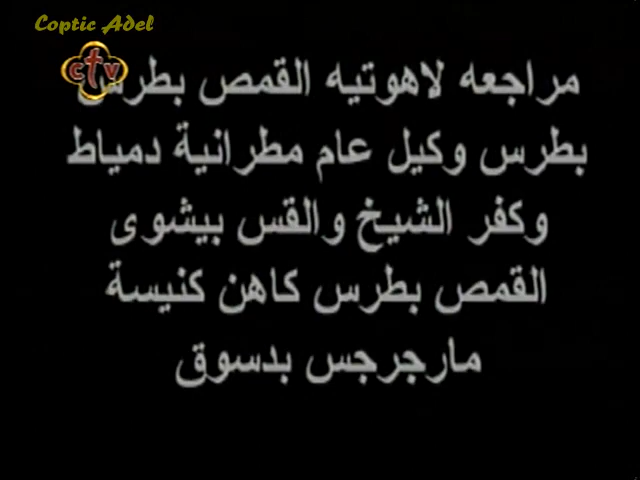 Coptic Adel
ctv
مراجعه لاهوتيه القمص بطرس
بطرس وكيل عام مطرانية دمياط
وكفر الشيخ والقس بيشوى
القمص بطرس كاهن كنيسة
مارجرجس بدسوق